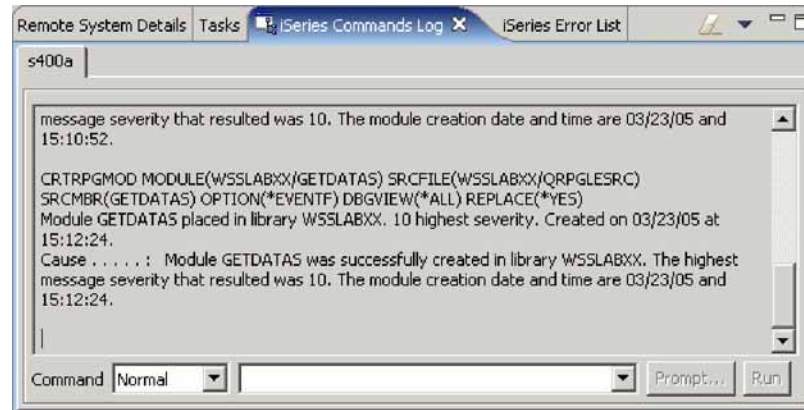 Remote System Details Tasks iSeries Commands Log iSeries Error List
s400a
message severity that resulted was 10. The module creation date and time are 03/23/05 and
15:10:52.
CRTRPGMOD MODULE(WSSLABXX/GETDATAS) SRCFILE(WSSLABXX/QRPGLESRC)
SRCMBR(GETDATAS) OPTION(*EVENTF) DBGVIEW(*ALL) REPLACE(*YES)
Module GETDATAS placed in library WSSLABXX. 10 highest severity. Created on 03/23/05 at
15:12:24.
Cause . . . . . : Module GETDATAS was successfully created in library WSSLABXX. The highest
message severity that resulted was 10. The module creation date and time are 03/23/05 and
15:12:24.
Command Normal Prompt... Run